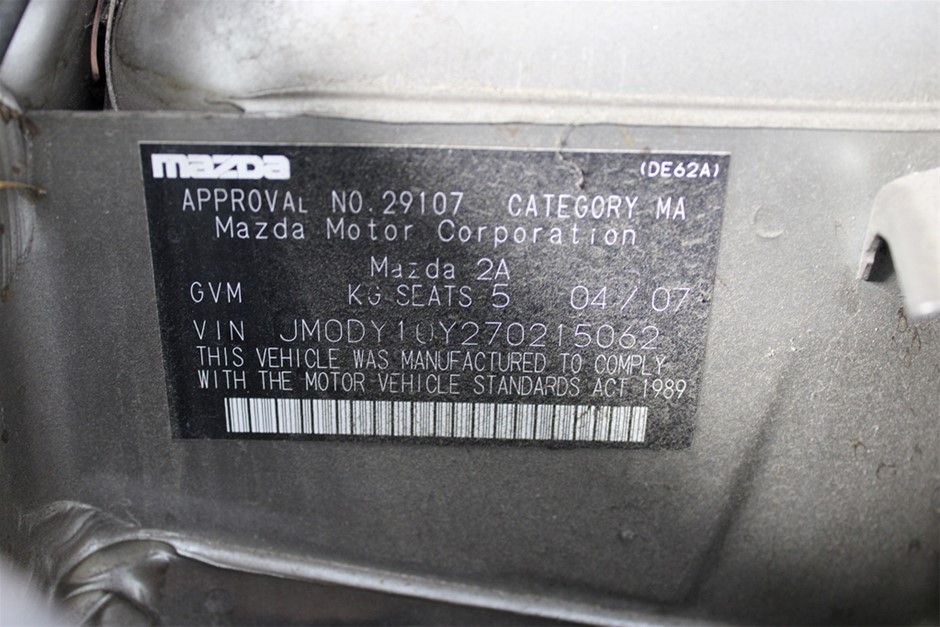 mazda (DE62A)
APPROVAL NO.29107 CATEGORY MA
Mazda Motor Corporation
Mazda 2A
GVM KG SEATS 5 04/07
VIN JM0DY10Y270215062
THIS VEHICLE WAS MANUFACTURED TO COMPLY
WITH THE MOTOR VEHICLE STANDARDS ACT 1989